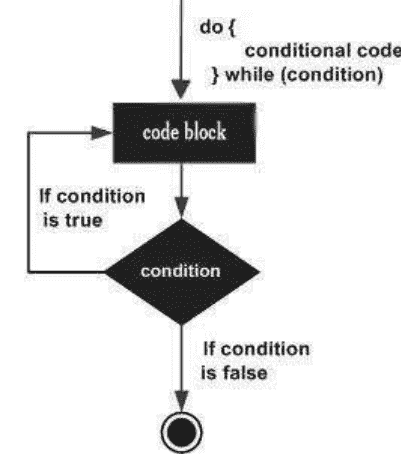 do {
conditional code
} while (condition)
code block
If condition
is true
condition
If condition
is false